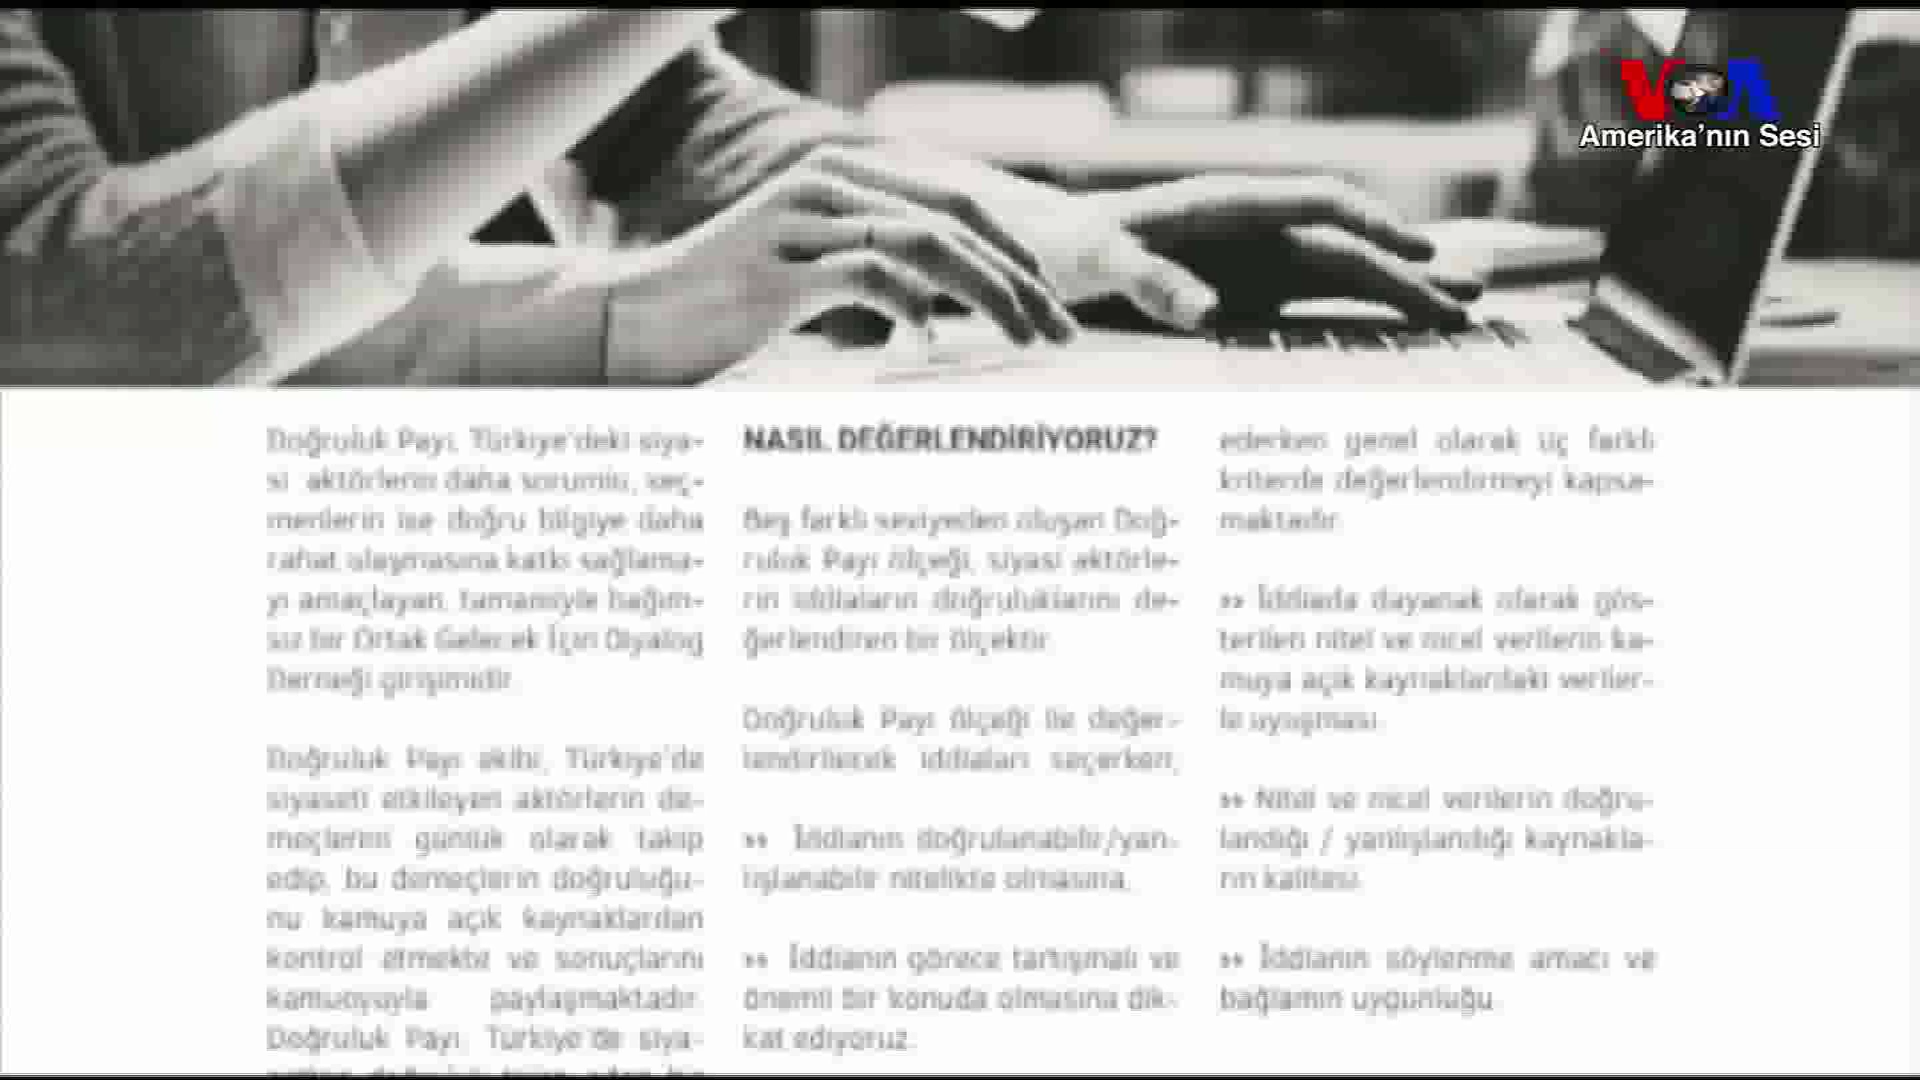 VOA
Amerika'nın Sesi
Doğruluk Payı, Türkiye'deki siya-
si aktörlerin daha sorumlu, seç-
menlerin ise doğru bilgiye daha
rahat ulaşmasına katkı sağlama-
yı amaçlayan, tamamıyle bağım-
sız bir Ortak Gelecek İçin Diyalog
Derneği girişimidir.
Doğruluk Payı ekibi, Türkiye'de
siyaseti etkileyen aktörlerin de-
meçlerini günlük olarak takip
edip, bu demeçlerin doğruluğu-
nu kamuya açık kaynaklardan
kontrol etmekte ve sonuçlarını
kamuoyuyla paylaşmaktadır.
Doğruluk Payı, Türkiye'de siya-
NASIL DEĞERLENDİRİYORUZ?
Beş farklı seviyeden oluşan Doğ-
ruluk Payı ölçeği, siyasi aktörle-
rin iddiaların doğruluklarını de-
ğerlendiren bir ölçektir.
Doğruluk Payı ölçeği ile değer-
lendirilecek iddiaları seçerken,
›› İddianın doğrulanabilir/yan-
lışlanabilir nitelikte olmasına,
›› İddianın görece tartışmalı ve
önemli bir konuda olmasına dik-
kat ediyoruz.
ederken genel olarak üç farklı
kriterde değerlendirmeyi kapsa-
maktadır.
›› İddiada dayanak olarak gös-
terilen nitel ve nicel verilerin ka-
muya açık kaynaklardaki veriler-
le uyuşması.
›› Nitel ve nicel verilerin doğru-
landığı / yanlışlandığı kaynakla-
rın kalitesi.
›› İddianın söylenme amacı ve
bağlamın uygunluğu.